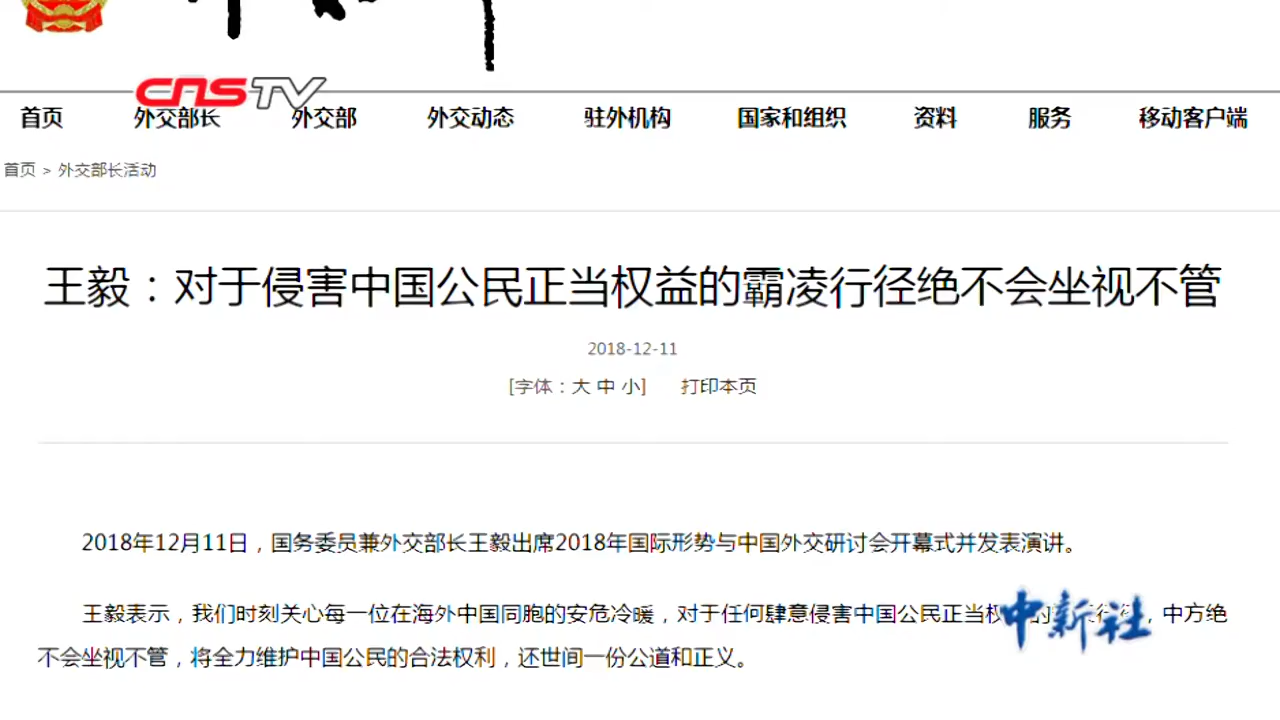 CNSTV
首页 外交部长 外交部 外交动态 驻外机构 国家和组织 资料 服务 移动客户端
首页 > 外交部长活动
王毅：对于侵害中国公民正当权益的霸凌行径绝不会坐视不管
2018-12-11
[字体：大 中 小] 打印本页
2018年12月11日，国务委员兼外交部长王毅出席2018年国际形势与中国外交研讨会开幕式并发表演讲。
王毅表示，我们时刻关心每一位在海外中国同胞的安危冷暖，对于任何肆意侵害中国公民正当权 的 行 ，中方绝
不会坐视不管，将全力维护中国公民的合法权利，还世间一份公道和正义。
中新社